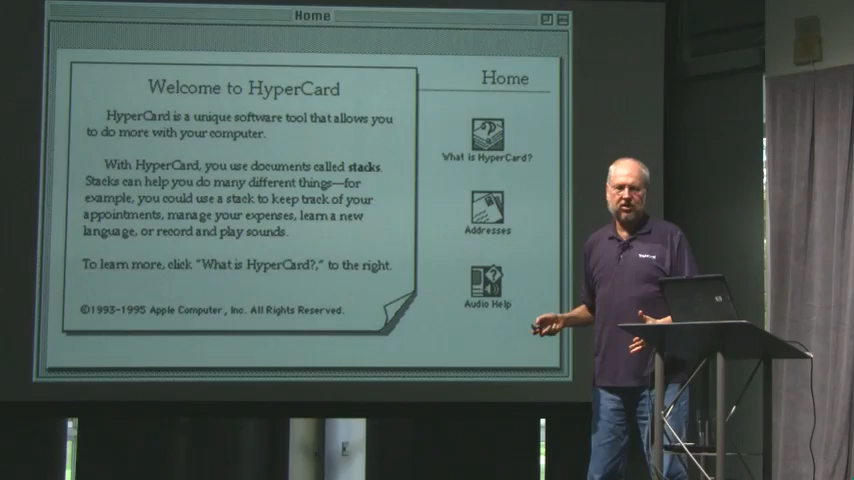 Home
Welcome to HyperCard
HyperCard is a unique software tool that allows you
to do more with your computer.
With HyperCard, you use documents called stacks.
Stacks can help you do many different things—for
example, you could use a stack to keep track of your
appointments, manage your expenses, learn a new
language, or record and play sounds.
To learn more, click “What is HyperCard?,” to the right.
©1993-1995 Apple Computer, Inc. All Rights Reserved.
Home
What is HyperCard?
Addresses
Audio Help